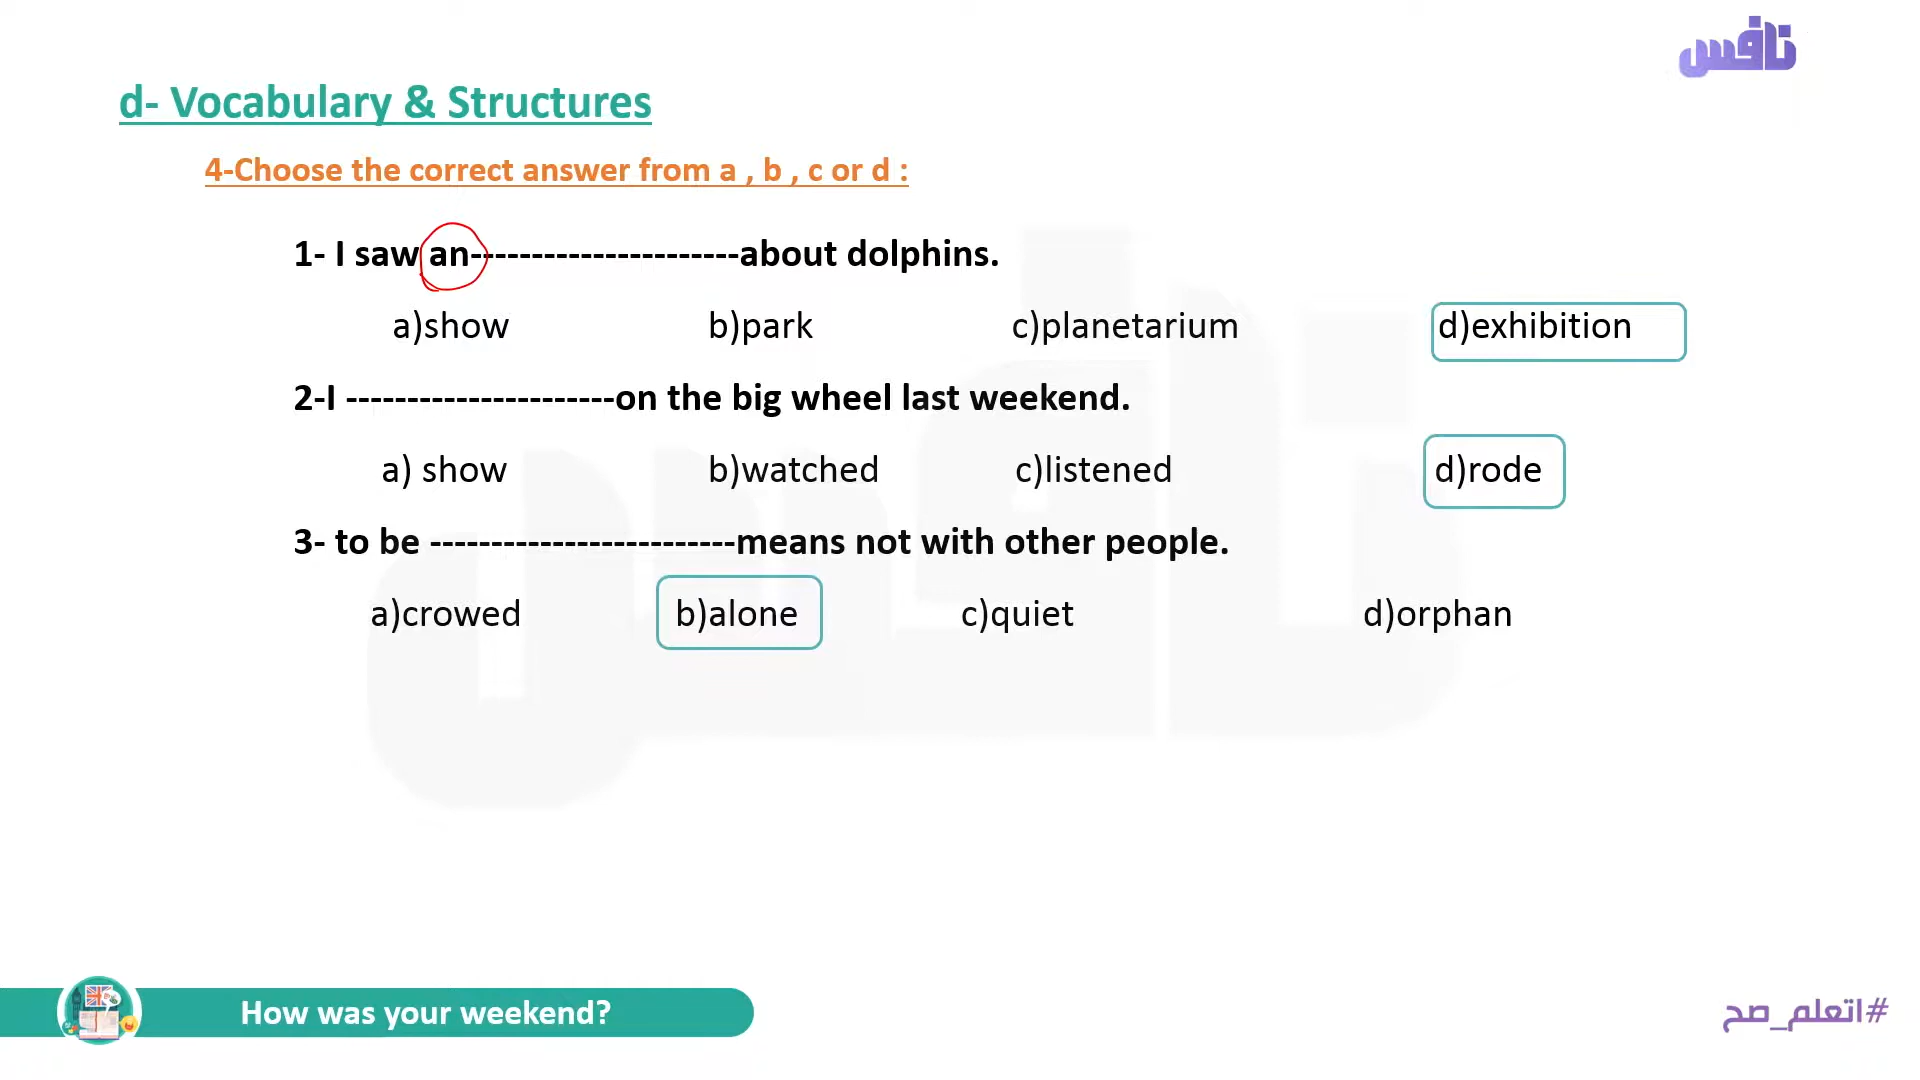 نافس
d- Vocabulary & Structures
4-Choose the correct answer from a , b , c or d :
1- I saw an----------------------about dolphins.
a)show b)park c)planetarium d)exhibition
2-I ----------------------on the big wheel last weekend.
a) show b)watched c)listened d)rode
3- to be -------------------------means not with other people.
a)crowed b)alone c)quiet d)orphan
How was your weekend?
#اتعلم_صح